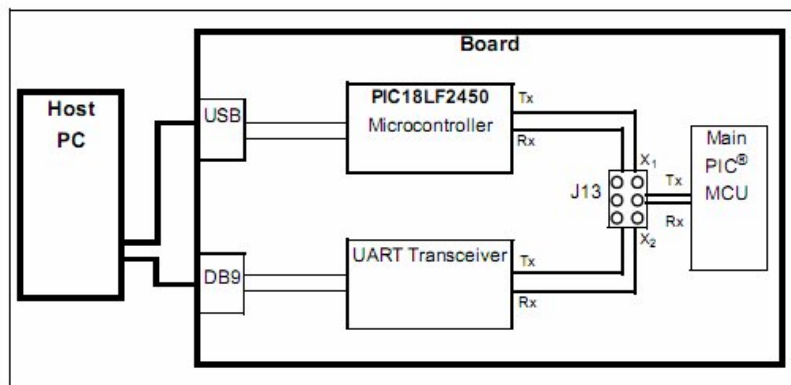 Board
Host
PC
USB
PIC18LF2450
Microcontroller
Tx
Rx
X1
J13
Tx
Rx
X2
Main
PIC®
MCU
DB9
UART Transceiver
Tx
Rx